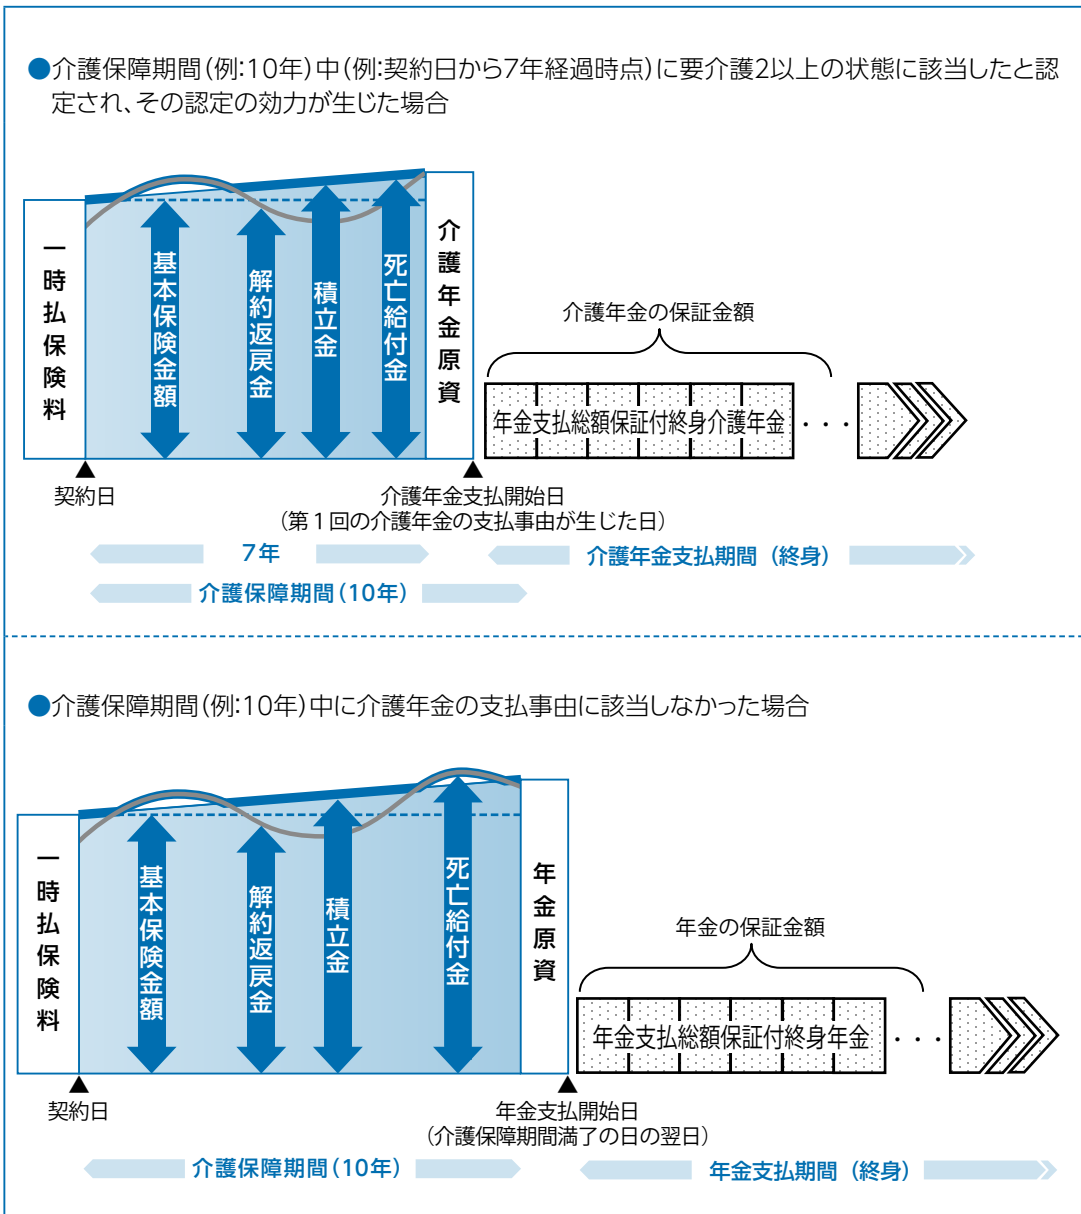 ●介護保障期間(例:10年)中(例:契約日から7年経過時点)に要介護2以上の状態に該当したと認
定され、その認定の効力が生じた場合
一時払保険料
基本保険金額
解約返戻金
積立金
死亡給付金
介護年金原資
介護年金の保証金額
年金支払総額保証付終身介護年金
・・・
▲
契約日
▲
介護年金支払開始日
(第1回の介護年金の支払事由が生じた日)
7年
介護年金支払期間(終身)
介護保障期間(10年)
●介護保障期間(例:10年)中に介護年金の支払事由に該当しなかった場合
一時払保険料
基本保険金額
解約返戻金
積立金
死亡給付金
年金原資
年金の保証金額
年金支払総額保証付終身年金
・・・
▲
契約日
▲
年金支払開始日
(介護保障期間満了の日の翌日)
介護保障期間(10年)
年金支払期間(終身)